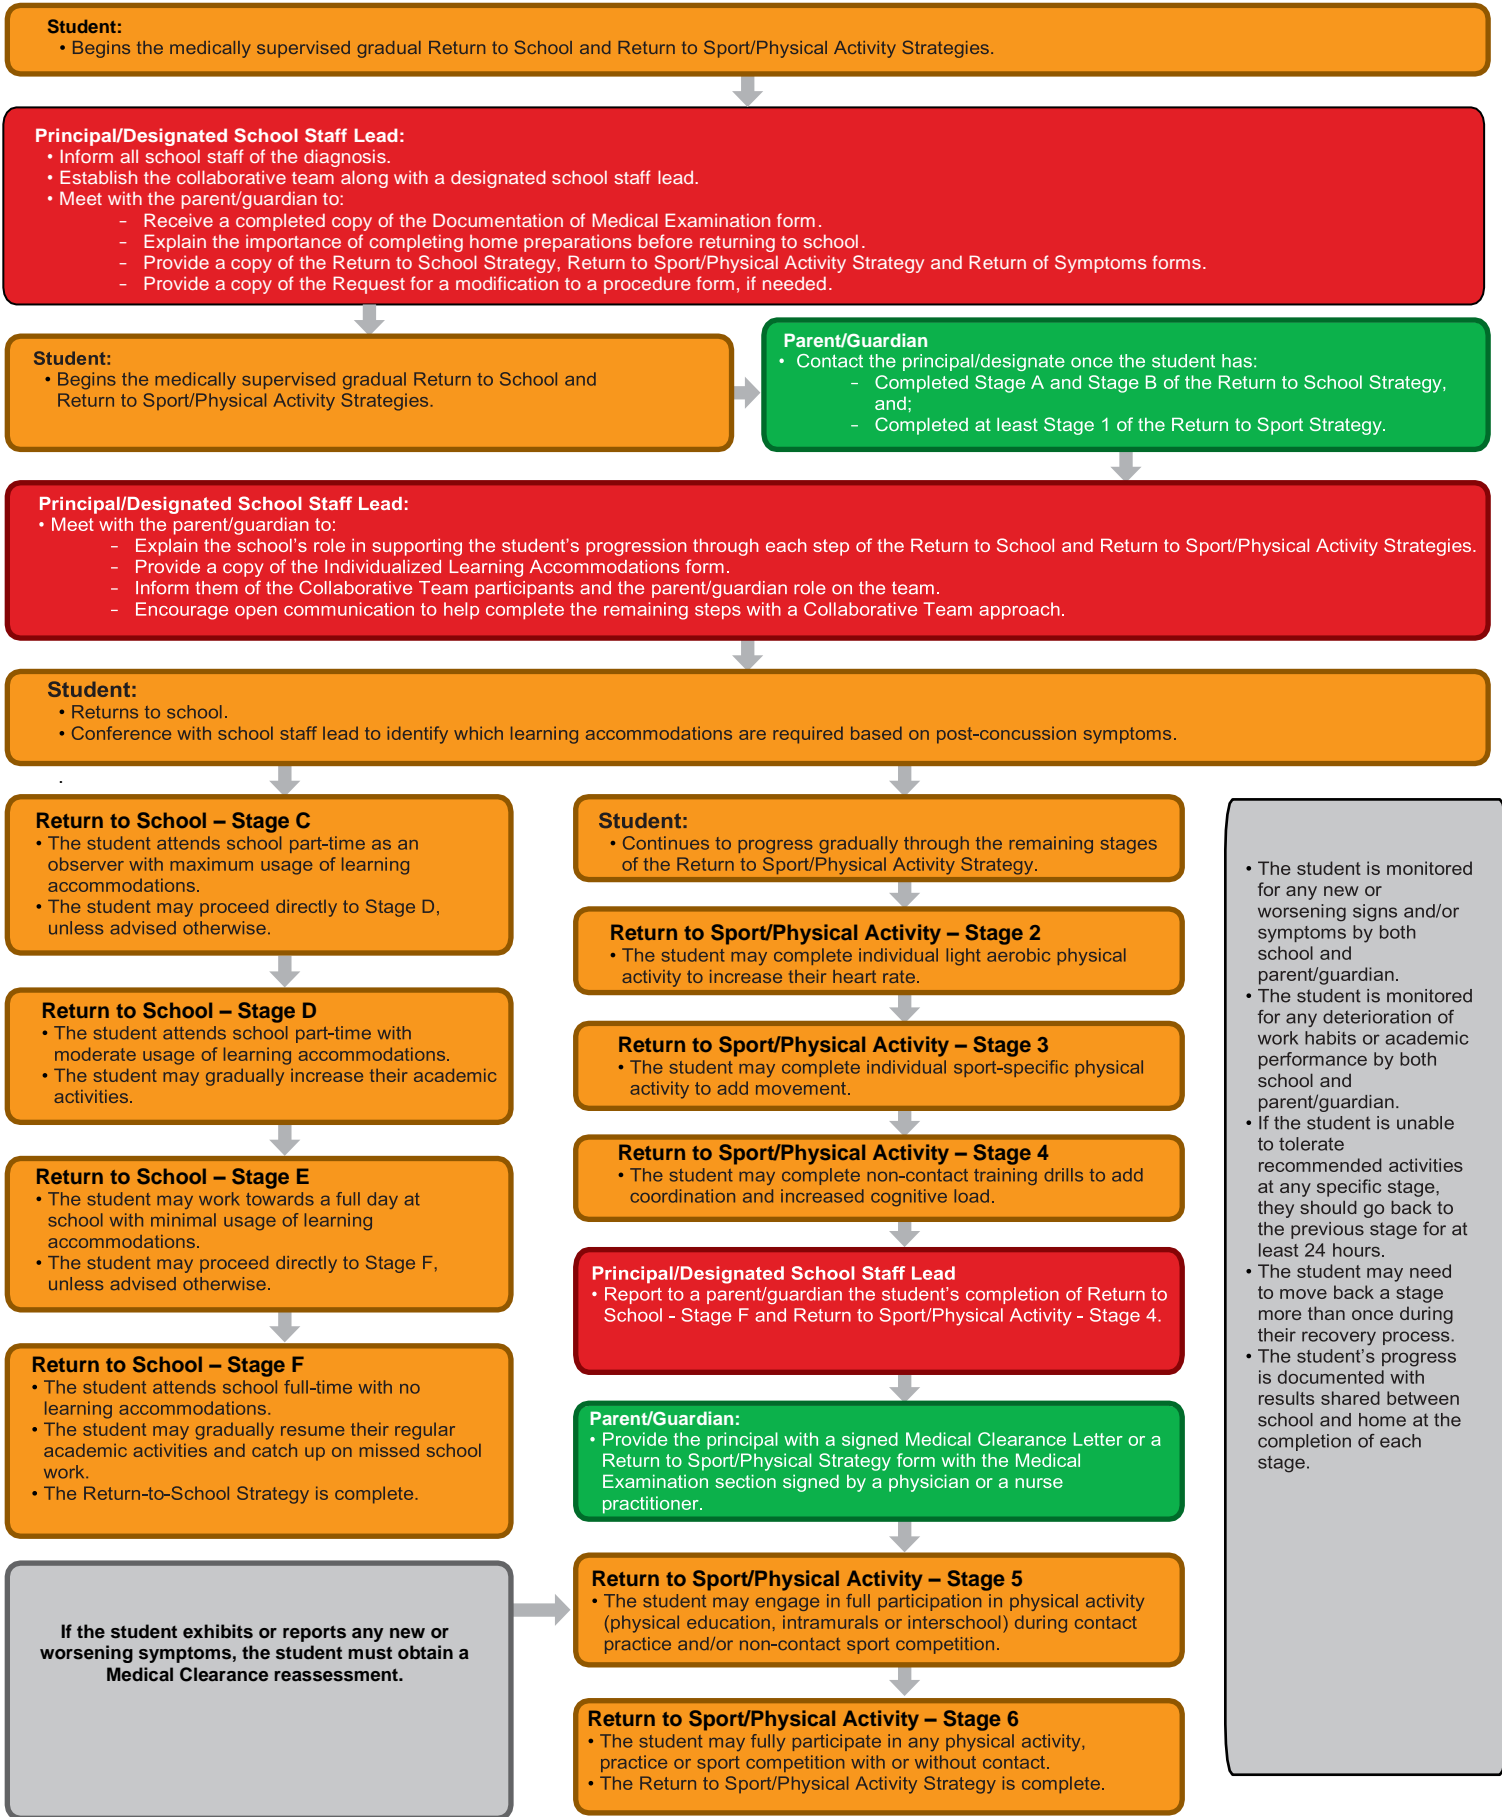 Student:
• Begins the medically supervised gradual Return to School and Return to Sport/Physical Activity Strategies.
Principal/Designated School Staff Lead:
• Inform all school staff of the diagnosis.
• Establish the collaborative team along with a designated school staff lead.
• Meet with the parent/guardian to:
– Receive a completed copy of the Documentation of Medical Examination form.
– Explain the importance of completing home preparations before returning to school.
– Provide a copy of the Return to School Strategy, Return to Sport/Physical Activity Strategy and Return of Symptoms forms.
– Provide a copy of the Request for a modification to a procedure form, if needed.
Student:
• Begins the medically supervised gradual Return to School and
Return to Sport/Physical Activity Strategies.
Parent/Guardian
• Contact the principal/designate once the student has:
– Completed Stage A and Stage B of the Return to School Strategy,
and;
– Completed at least Stage 1 of the Return to Sport Strategy.
Principal/Designated School Staff Lead:
• Meet with the parent/guardian to:
– Explain the school's role in supporting the student's progression through each step of the Return to School and Return to Sport/Physical Activity Strategies.
– Provide a copy of the Individualized Learning Accommodations form.
– Inform them of the Collaborative Team participants and the parent/guardian role on the team.
– Encourage open communication to help complete the remaining steps with a Collaborative Team approach.
Student:
• Returns to school.
• Conference with school staff lead to identify which learning accommodations are required based on post-concussion symptoms.
.
Return to School – Stage C
• The student attends school part-time as an
observer with maximum usage of learning
accommodations.
• The student may proceed directly to Stage D,
unless advised otherwise.
Return to School – Stage D
• The student attends school part-time with
moderate usage of learning accommodations.
• The student may gradually increase their academic
activities.
Return to School – Stage E
• The student may work towards a full day at
school with minimal usage of learning
accommodations.
• The student may proceed directly to Stage F,
unless advised otherwise.
Return to School – Stage F
• The student attends school full-time with no
learning accommodations.
• The student may gradually resume their regular
academic activities and catch up on missed school
work.
• The Return-to-School Strategy is complete.
If the student exhibits or reports any new or
worsening symptoms, the student must obtain a
Medical Clearance reassessment.
Student:
• Continues to progress gradually through the remaining stages
of the Return to Sport/Physical Activity Strategy.
Return to Sport/Physical Activity – Stage 2
• The student may complete individual light aerobic physical
activity to increase their heart rate.
Return to Sport/Physical Activity – Stage 3
• The student may complete individual sport-specific physical
activity to add movement.
Return to Sport/Physical Activity – Stage 4
• The student may complete non-contact training drills to add
coordination and increased cognitive load.
Principal/Designated School Staff Lead
• Report to a parent/guardian the student's completion of Return to
School - Stage F and Return to Sport/Physical Activity - Stage 4.
Parent/Guardian:
• Provide the principal with a signed Medical Clearance Letter or a
Return to Sport/Physical Strategy form with the Medical
Examination section signed by a physician or a nurse
practitioner.
Return to Sport/Physical Activity – Stage 5
• The student may engage in full participation in physical activity
(physical education, intramurals or interschool) during contact
practice and/or non-contact sport competition.
Return to Sport/Physical Activity – Stage 6
• The student may fully participate in any physical activity,
practice or sport competition with or without contact.
• The Return to Sport/Physical Activity Strategy is complete.
• The student is monitored
for any new or
worsening signs and/or
symptoms by both
school and
parent/guardian.
• The student is monitored
for any deterioration of
work habits or academic
performance by both
school and
parent/guardian.
• If the student is unable
to tolerate
recommended activities
at any specific stage,
they should go back to
the previous stage for at
least 24 hours.
• The student may need
to move back a stage
more than once during
their recovery process.
• The student's progress
is documented with
results shared between
school and home at the
completion of each
stage.